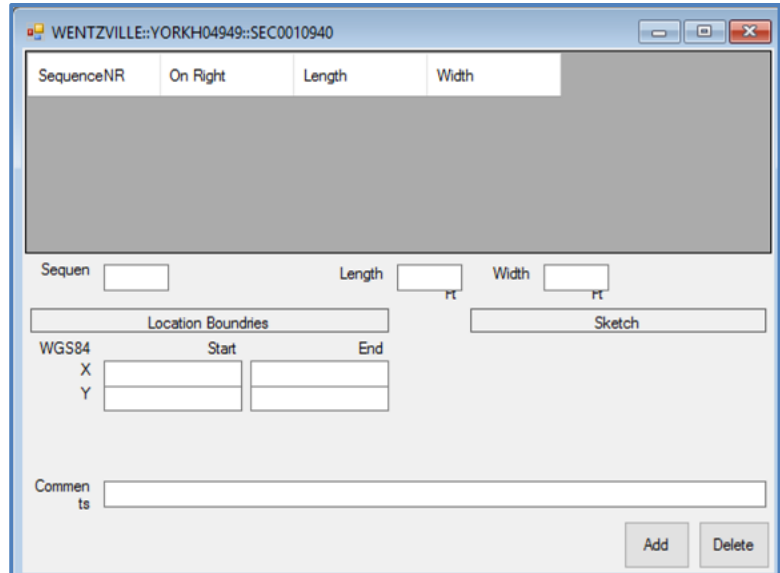 WENTZVILLE::YORKH04949::SEC0010940
SequenceNR On Right Length Width
Sequen Length Ft Width Ft
Location Boundries Sketch
WGS84 Start End
X
Y
Commen
ts
Add Delete